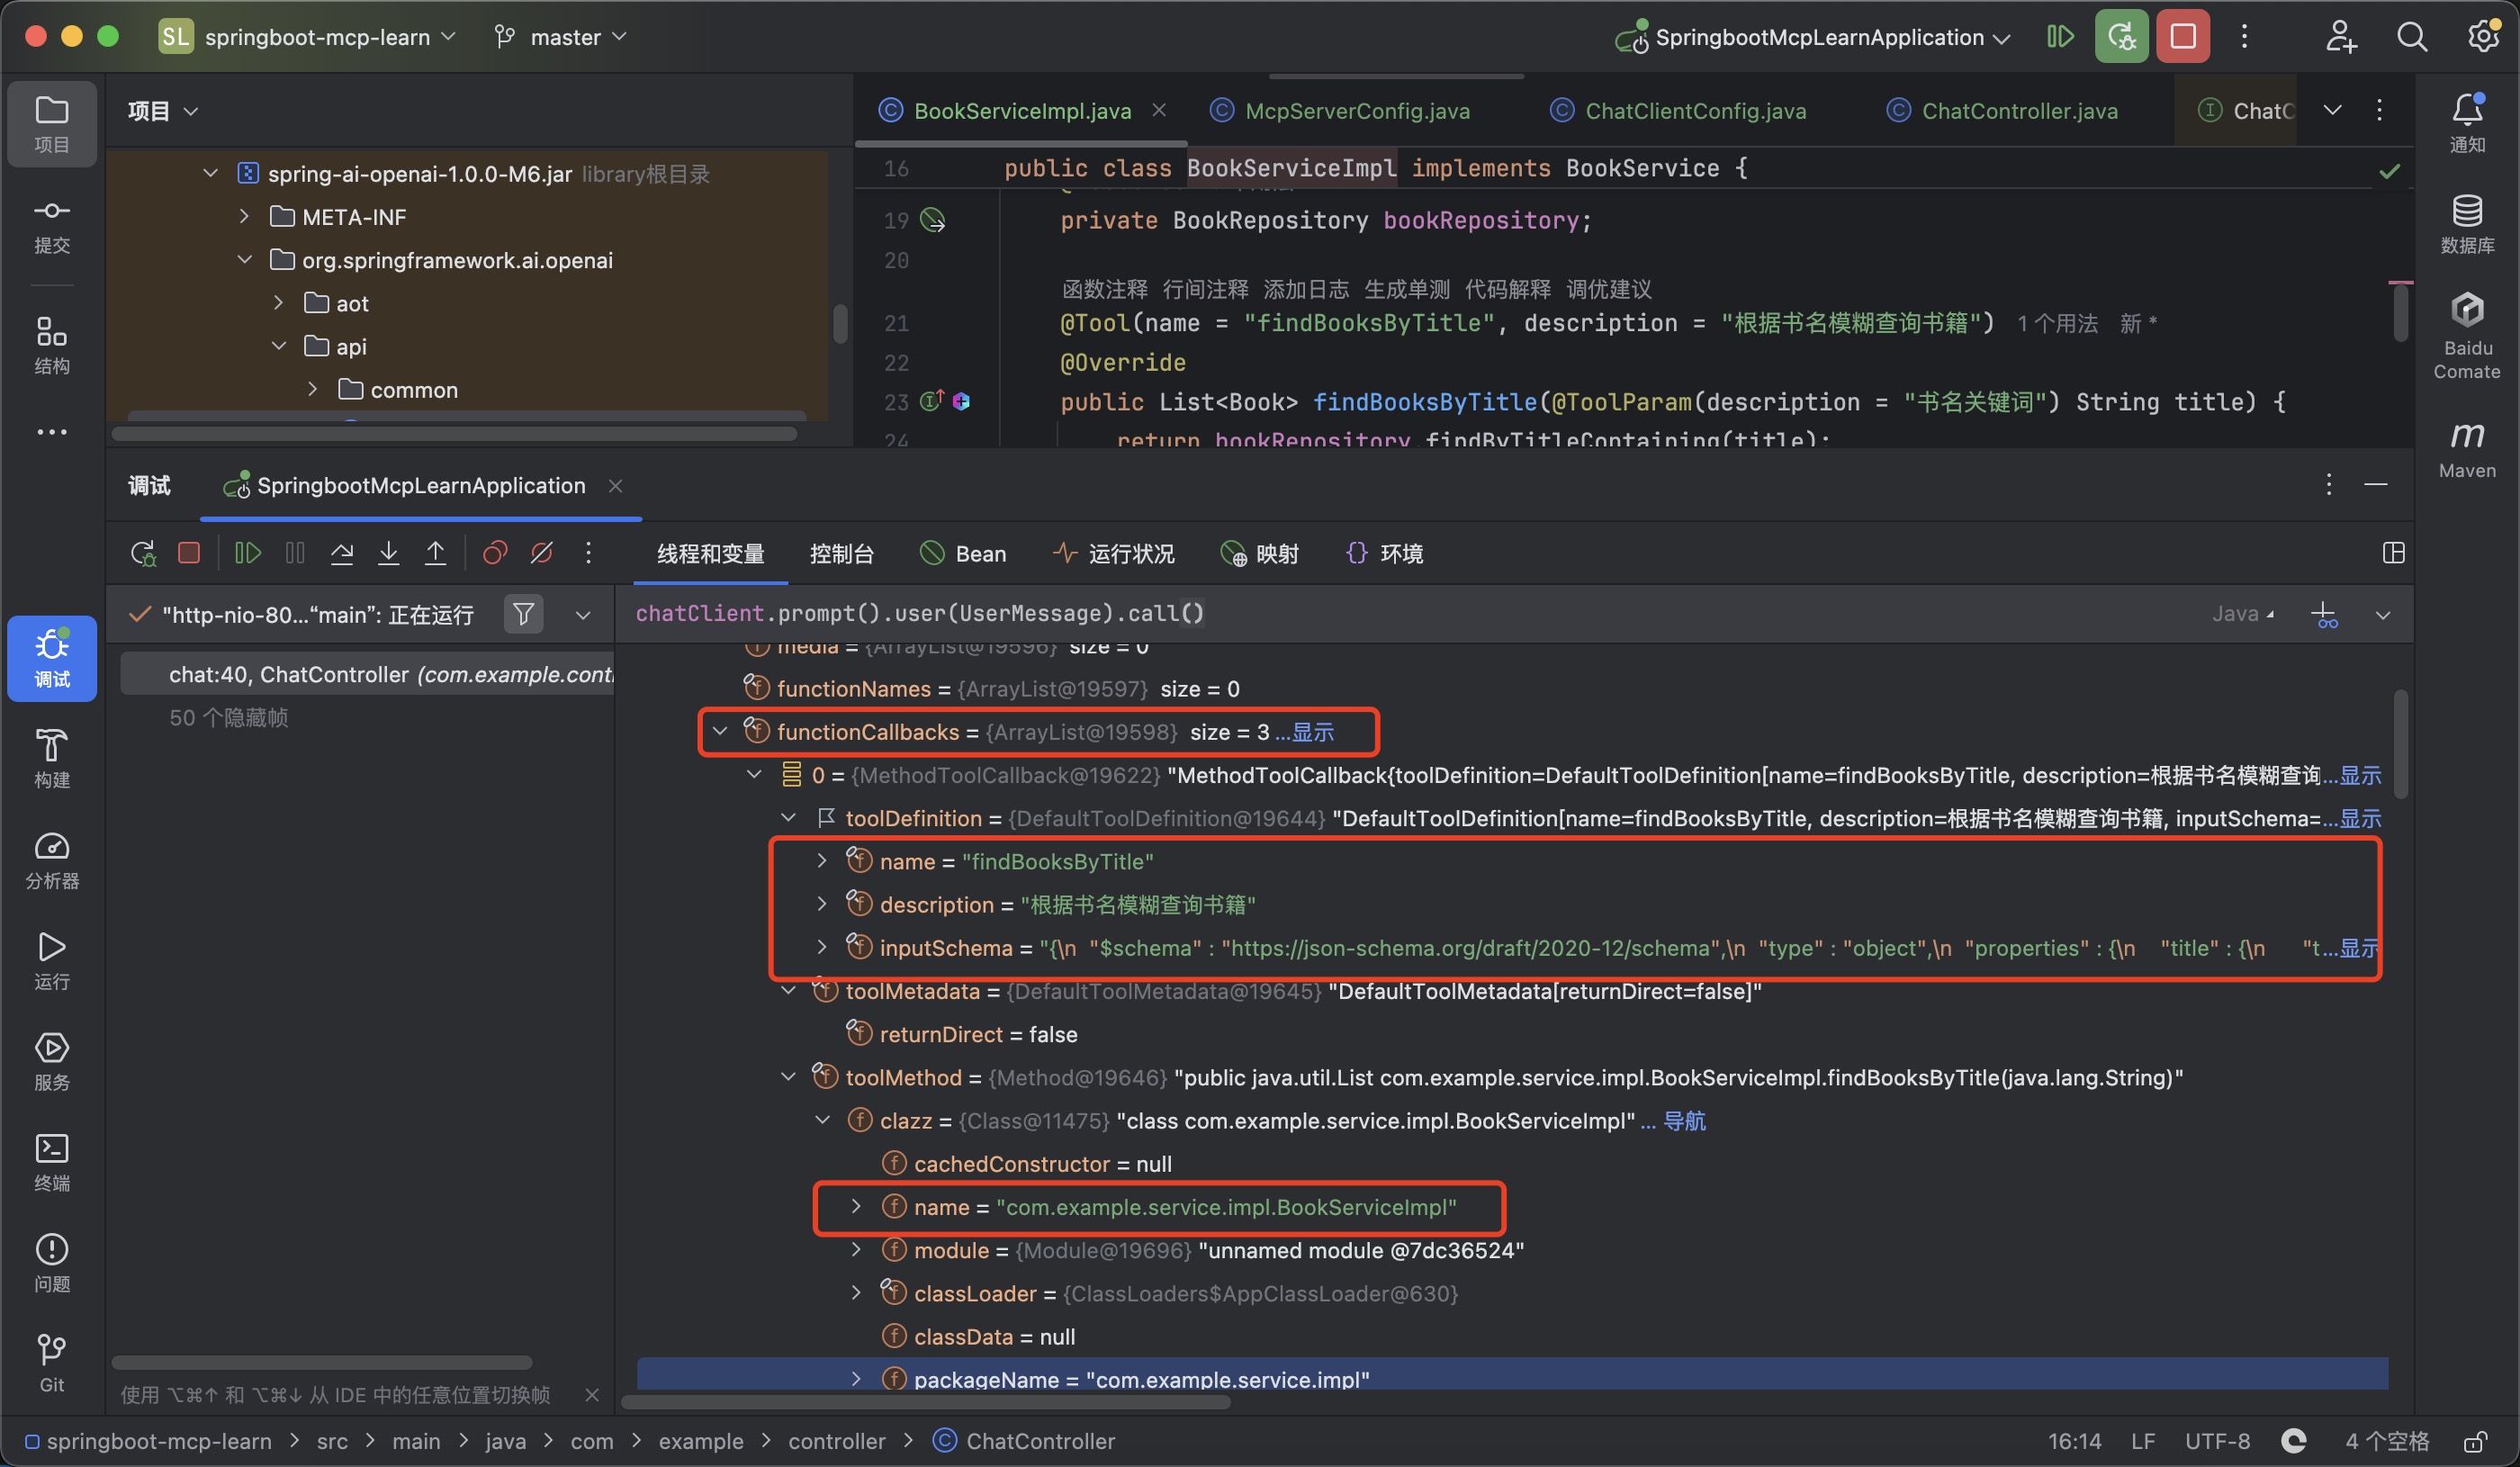 SL springboot-mcp-learn master SpringbootMcpLearnApplication
项目
提交
结构
项目
spring-ai-openai-1.0.0-M6.jar library根目录
META-INF
org.springframework.ai.openai
aot
api
common
BookServiceImpl.java McpServerConfig.java ChatClientConfig.java ChatController.java ChatC
16 public class BookServiceImpl implements BookService {
19 private BookRepository bookRepository;
20
函数注释 行间注释 添加日志 生成单测 代码解释 调优建议
21 @Tool(name = "findBooksByTitle", description = "根据书名模糊查询书籍") 1 个用法 新 *
22 @Override
23 public List<Book> findBooksByTitle(@ToolParam(description = "书名关键词") String title) {
24 return bookRepository.findByTitleContaining(title);
通知
数据库
Baidu
Comate
Maven
调试 SpringbootMcpLearnApplication
线程和变量 控制台 Bean 运行状况 映射 环境
"http-nio-80…“main”: 正在运行
chat:40, ChatController (com.example.cont
50 个隐藏帧
chatClient.prompt().user(UserMessage).call() Java
media = {ArrayList@19596} size = 0
functionNames = {ArrayList@19597} size = 0
functionCallbacks = {ArrayList@19598} size = 3 ...显示
0 = {MethodToolCallback@19622} "MethodToolCallback{toolDefinition=DefaultToolDefinition[name=findBooksByTitle, description=根据书名模糊查询...显示
toolDefinition = {DefaultToolDefinition@19644} "DefaultToolDefinition[name=findBooksByTitle, description=根据书名模糊查询书籍, inputSchema=...显示
name = "findBooksByTitle"
description = "根据书名模糊查询书籍"
inputSchema = "{\n "$schema" : "https://json-schema.org/draft/2020-12/schema",\n "type" : "object",\n "properties" : {\n "title" : {\n "t...显示
toolMetadata = {DefaultToolMetadata@19645} "DefaultToolMetadata[returnDirect=false]"
returnDirect = false
toolMethod = {Method@19646} "public java.util.List com.example.service.impl.BookServiceImpl.findBooksByTitle(java.lang.String)"
clazz = {Class@11475} "class com.example.service.impl.BookServiceImpl" ... 导航
cachedConstructor = null
name = "com.example.service.impl.BookServiceImpl"
module = {Module@19696} "unnamed module @7dc36524"
classLoader = {ClassLoaders$AppClassLoader@630}
classData = null
packageName = "com.example.service.impl"
调试
构建
分析器
运行
服务
终端
问题
Git
使用 ⌥⌘↑ 和 ⌥⌘↓ 从 IDE 中的任意位置切换帧
springboot-mcp-learn > src > main > java > com > example > controller > ChatController
16:14 LF UTF-8 4 个空格